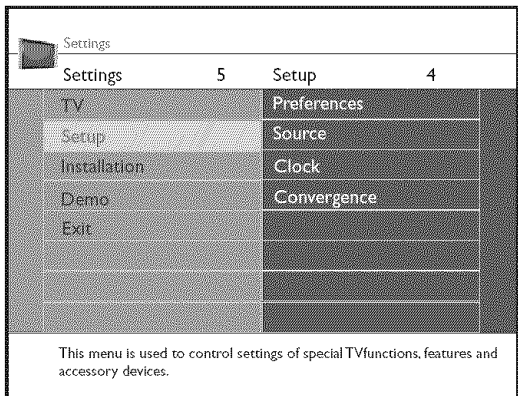 Settings
Settings 5 Setup 4
TV Preferences
Setup Source
Installation Clock
Demo Convergence
Exit
This menu is used to control settings of special TVfunctions, features and
accessory devices.